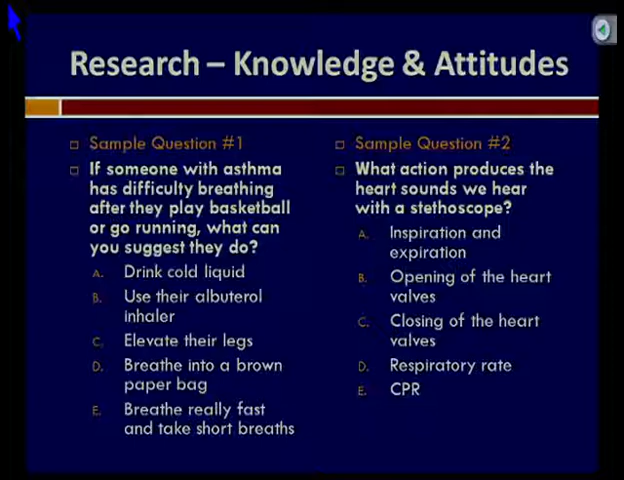 Research – Knowledge & Attitudes
Sample Question #1
If someone with asthma
has difficulty breathing
after they play basketball
or go running, what can
you suggest they do?
A. Drink cold liquid
B. Use their albuterol
inhaler
C. Elevate their legs
D. Breathe into a brown
paper bag
E. Breathe really fast
and take short breaths
Sample Question #2
What action produces the
heart sounds we hear
with a stethoscope?
A. Inspiration and
expiration
B. Opening of the heart
valves
C. Closing of the heart
valves
D. Respiratory rate
E. CPR